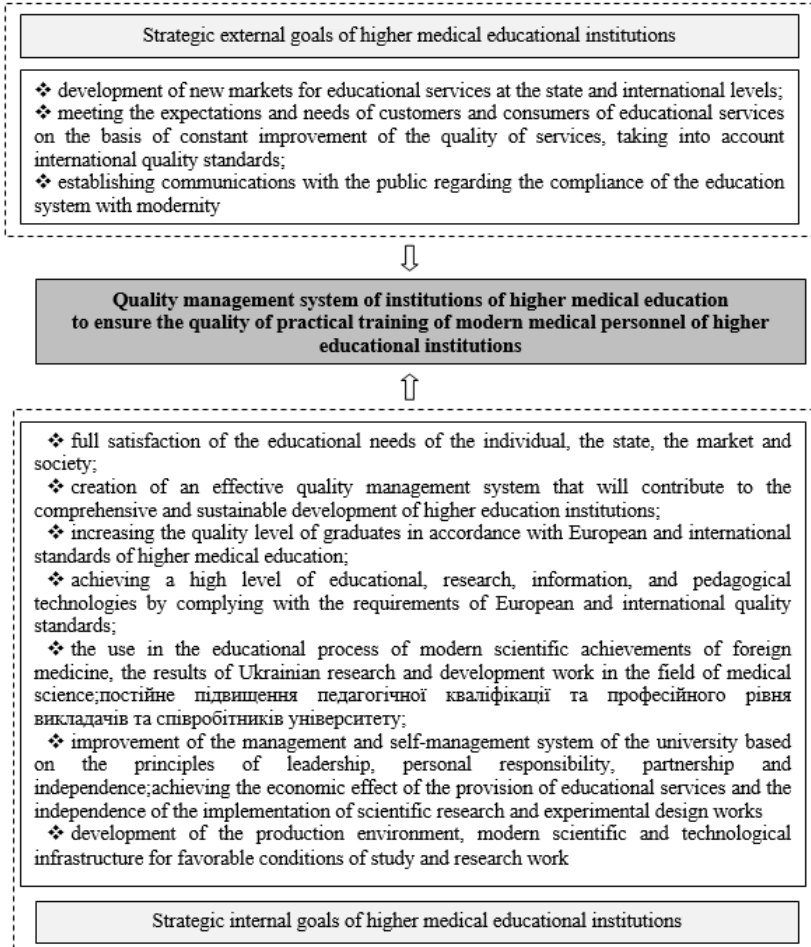 Strategic external goals of higher medical educational institutions
❖ development of new markets for educational services at the state and international levels;
❖ meeting the expectations and needs of customers and consumers of educational services
on the basis of constant improvement of the quality of services, taking into account
international quality standards;
❖ establishing communications with the public regarding the compliance of the education
system with modernity
Quality management system of institutions of higher medical education
to ensure the quality of practical training of modern medical personnel of higher
educational institutions
❖ full satisfaction of the educational needs of the individual, the state, the market and
society;
❖ creation of an effective quality management system that will contribute to the
comprehensive and sustainable development of higher education institutions;
❖ increasing the quality level of graduates in accordance with European and international
standards of higher medical education;
❖ achieving a high level of educational, research, information, and pedagogical
technologies by complying with the requirements of European and international quality
standards;
❖ the use in the educational process of modern scientific achievements of foreign
medicine, the results of Ukrainian research and development work in the field of medical
science;постійне підвищення педагогічної кваліфікації та професійного рівня
викладачів та співробітників університету;
❖ improvement of the management and self-management system of the university based
on the principles of leadership, personal responsibility, partnership and
independence;achieving the economic effect of the provision of educational services and the
independence of the implementation of scientific research and experimental design works
❖ development of the production environment, modern scientific and technological
infrastructure for favorable conditions of study and research work
Strategic internal goals of higher medical educational institutions